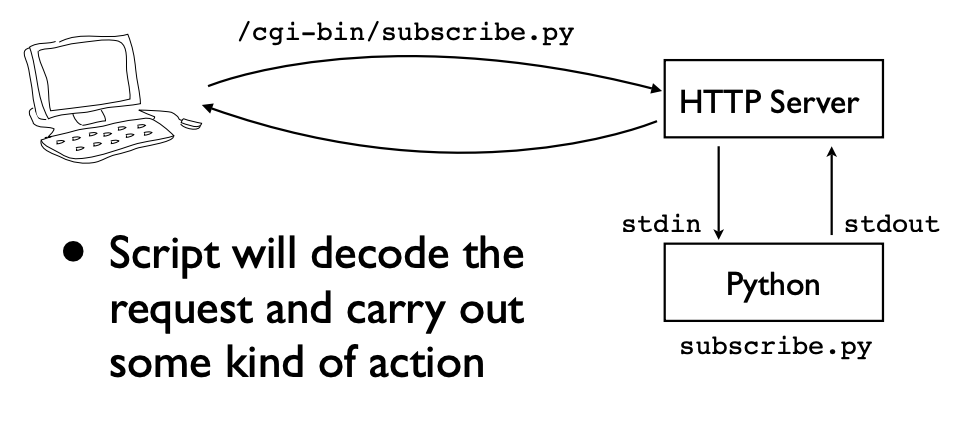 /cgi-bin/subscribe.py
HTTP Server
stdin
stdout
Python
subscribe.py
• Script will decode the
request and carry out
some kind of action